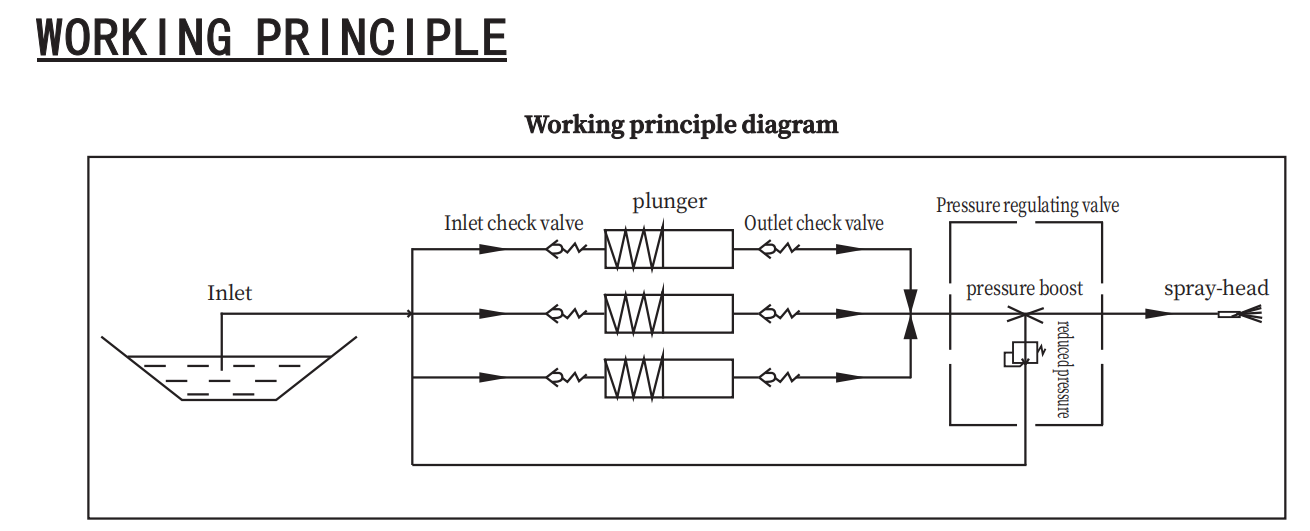 WORKING PRINCIPLE
Working principle diagram
plunger
Inlet check valve
Outlet check valve
Pressure regulating valve
Inlet
pressure boost
spray-head
reduced pressure